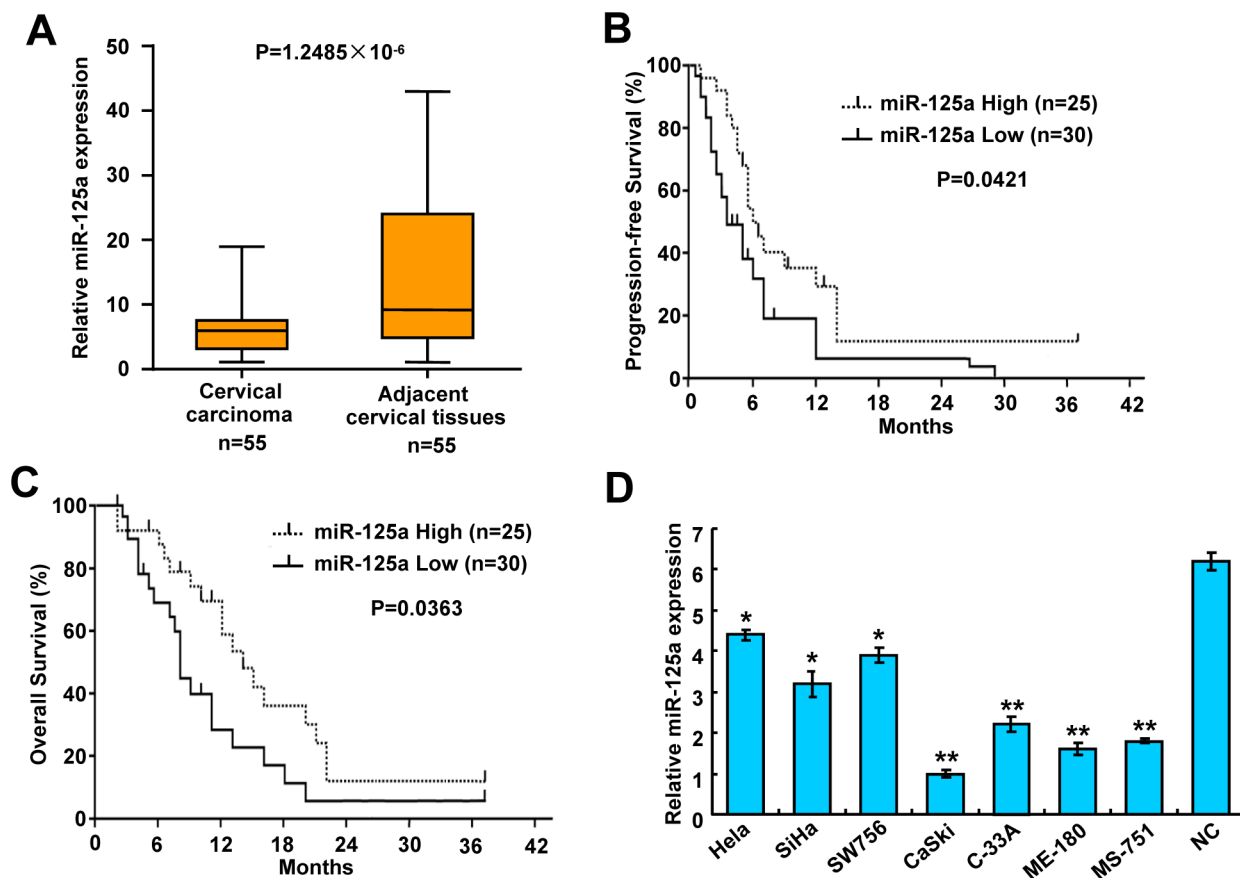 A
P=1.2485×10-6
Relative miR-125a expression
50
40
30
20
10
0
Cervical
carcinoma
n=55
Adjacent
cervical tissues
n=55
B
Progression-free Survival (%)
100
80
60
40
20
0
miR-125a High (n=25)
miR-125a Low (n=30)
P=0.0421
0 6 12 18 24 30 36 42
Months
C
Overall Survival (%)
100
80
60
40
20
0
miR-125a High (n=25)
miR-125a Low (n=30)
P=0.0363
0 6 12 18 24 30 36 42
Months
D
Relative miR-125a expression
7
6
5
4
3
2
1
0
* * * ** ** ** **
Hela SiHa SW756 CaSki C-33A ME-180 MS-751 NC